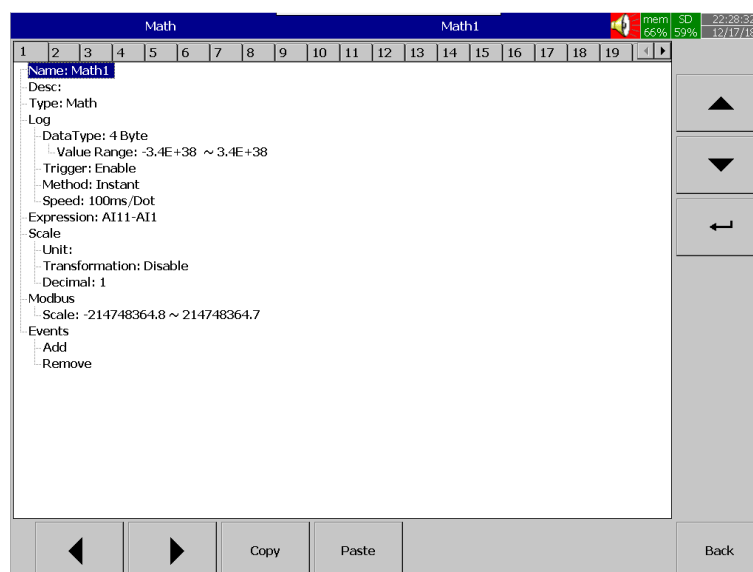 Math Math1 mem SD 22:28:32
66% 59% 12/17/18
1 2 3 4 5 6 7 8 9 10 11 12 13 14 15 16 17 18 19
Name: Math1
Desc:
Type: Math
Log
DataType: 4 Byte
Value Range: -3.4E+38 ~ 3.4E+38
Trigger: Enable
Method: Instant
Speed: 100ms/Dot
Expression: AI11-AI1
Scale
Unit:
Transformation: Disable
Decimal: 1
Modbus
Scale: -214748364.8 ~ 214748364.7
Events
Add
Remove
Copy Paste Back